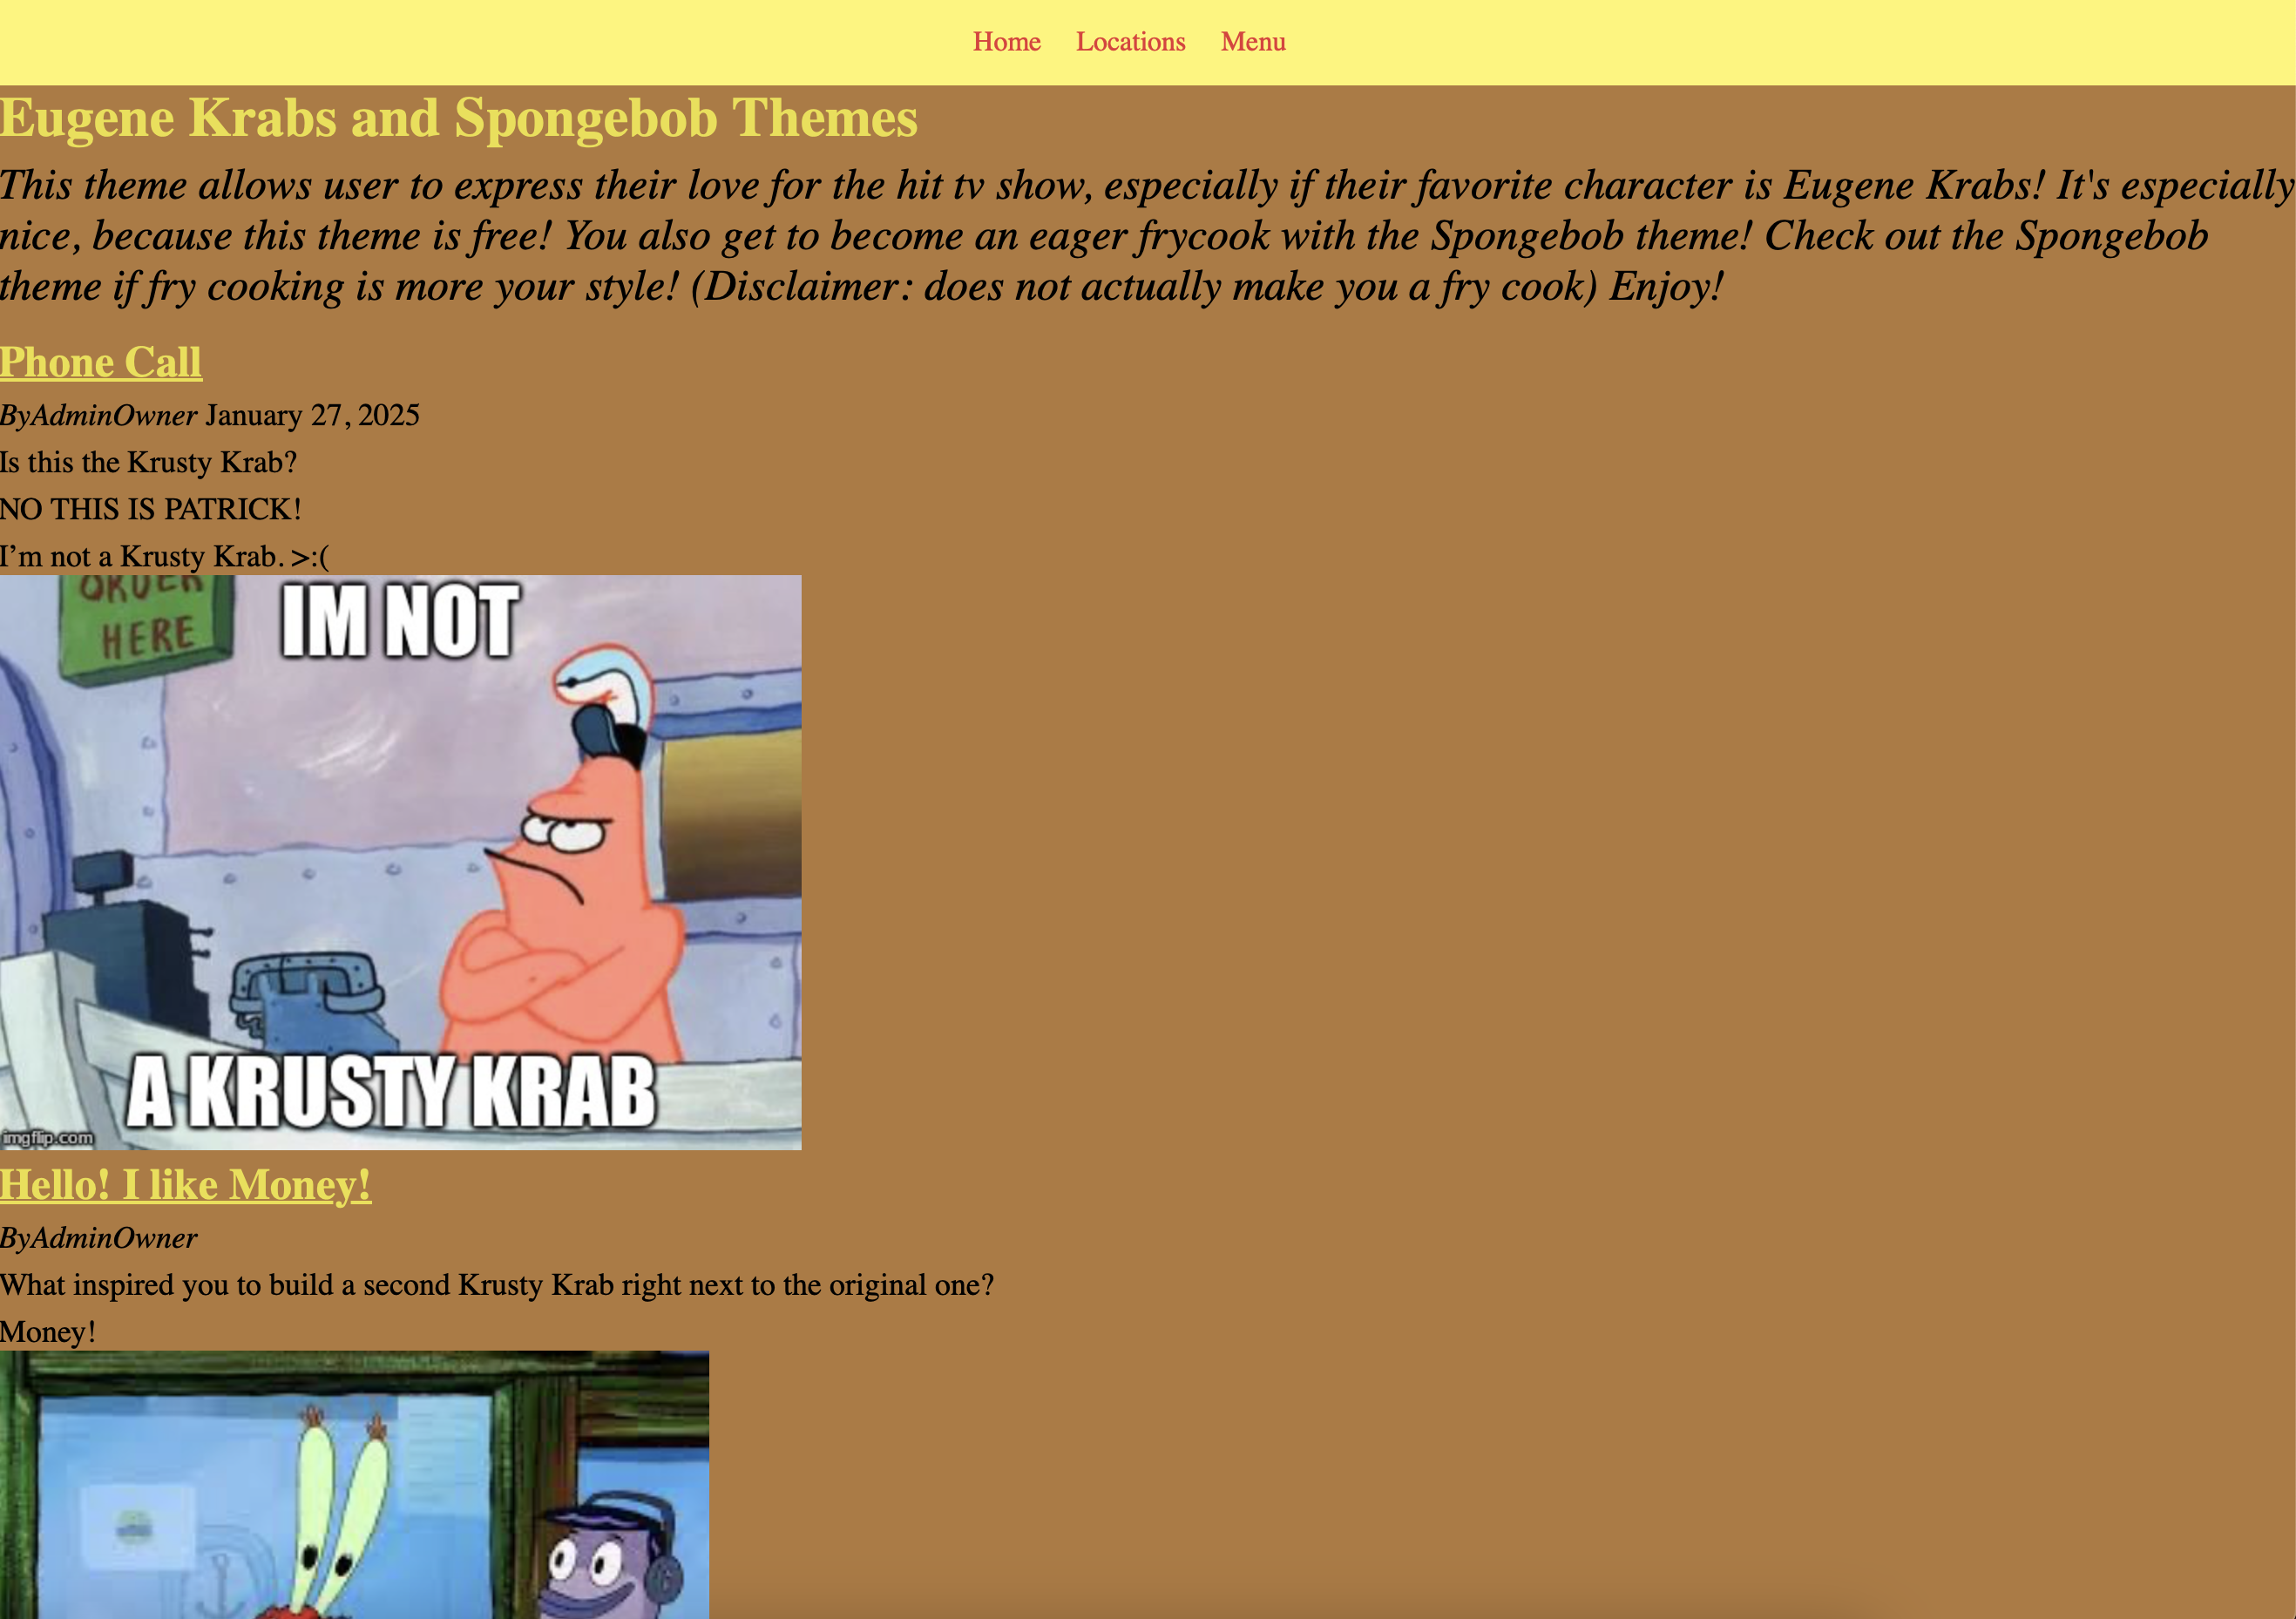 Home Locations Menu
Eugene Krabs and Spongebob Themes
This theme allows user to express their love for the hit tv show, especially if their favorite character is Eugene Krabs! It's especially
nice, because this theme is free! You also get to become an eager frycook with the Spongebob theme! Check out the Spongebob
theme if fry cooking is more your style! (Disclaimer: does not actually make you a fry cook) Enjoy!
Phone Call
ByAdminOwner January 27, 2025
Is this the Krusty Krab?
NO THIS IS PATRICK!
I’m not a Krusty Krab. >:(
ORDER
HERE
IM NOT
A KRUSTY KRAB
imgflip.com
Hello! I like Money!
ByAdminOwner
What inspired you to build a second Krusty Krab right next to the original one?
Money!